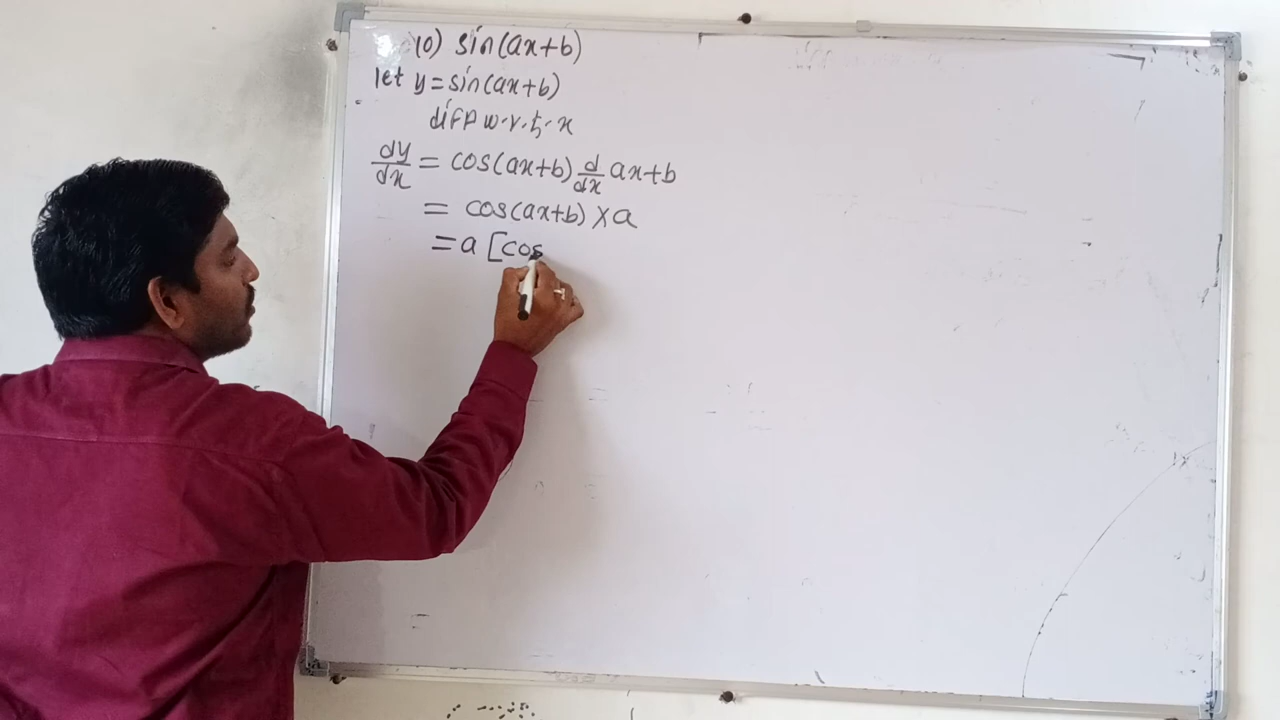 10) sin(ax+b)
let y = sin(ax+b)
diff w.r.t. x
dy/dx = cos(ax+b) d/dx ax+b
= cos(ax+b) × a
= a [cos